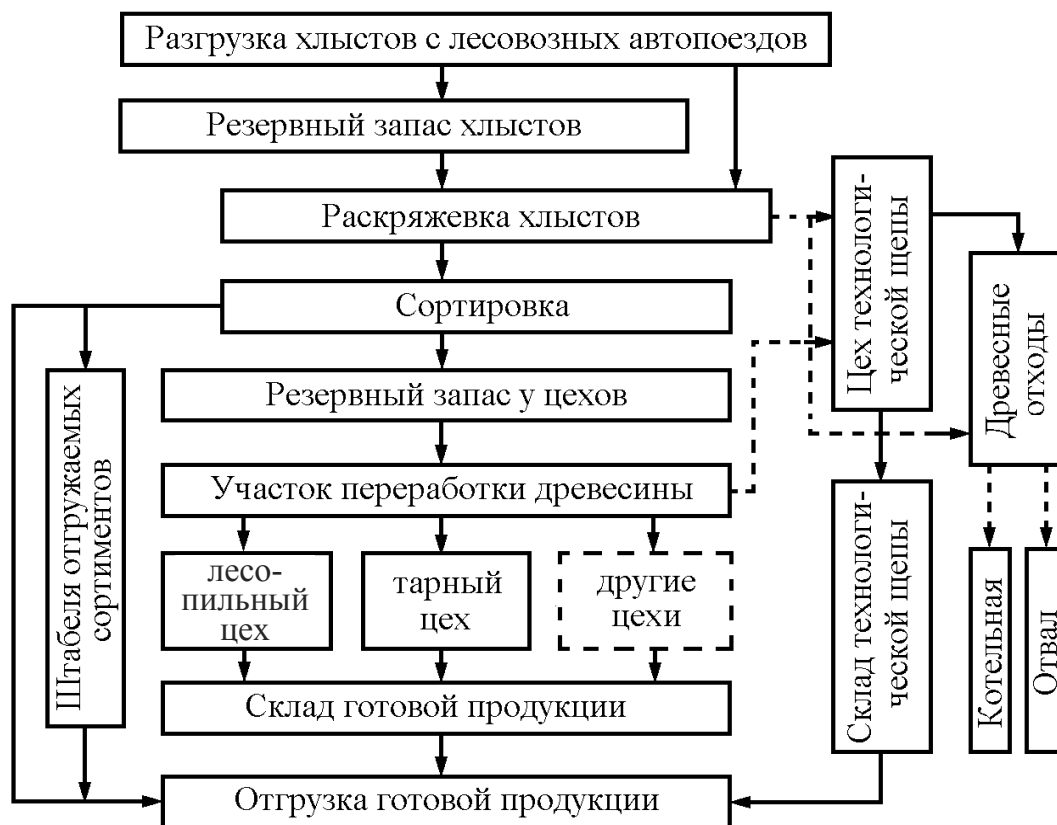 Разгрузка хлыстов с лесовозных автопоездов
Резервный запас хлыстов
Раскряжевка хлыстов
Сортировка
Резервный запас у цехов
Участок переработки древесины
лесо-
пильный
цех
тарный
цех
другие
цехи
Склад готовой продукции
Отгрузка готовой продукции
Штабеля отгружаемых
сортиментов
Цех технологи-
ческой щепы
Склад технологи-
ческой щепы
Древесные
отходы
Котельная
Отвал